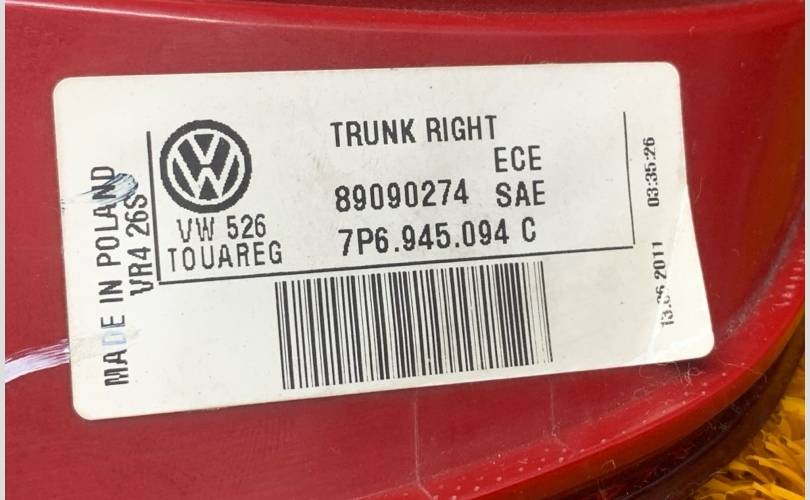 TRUNK RIGHT
ECE
89090274 SAE
7P6.945.094 C
VW 526
TOUAREG
MADE IN POLAND
VR4 26S
03:35:26